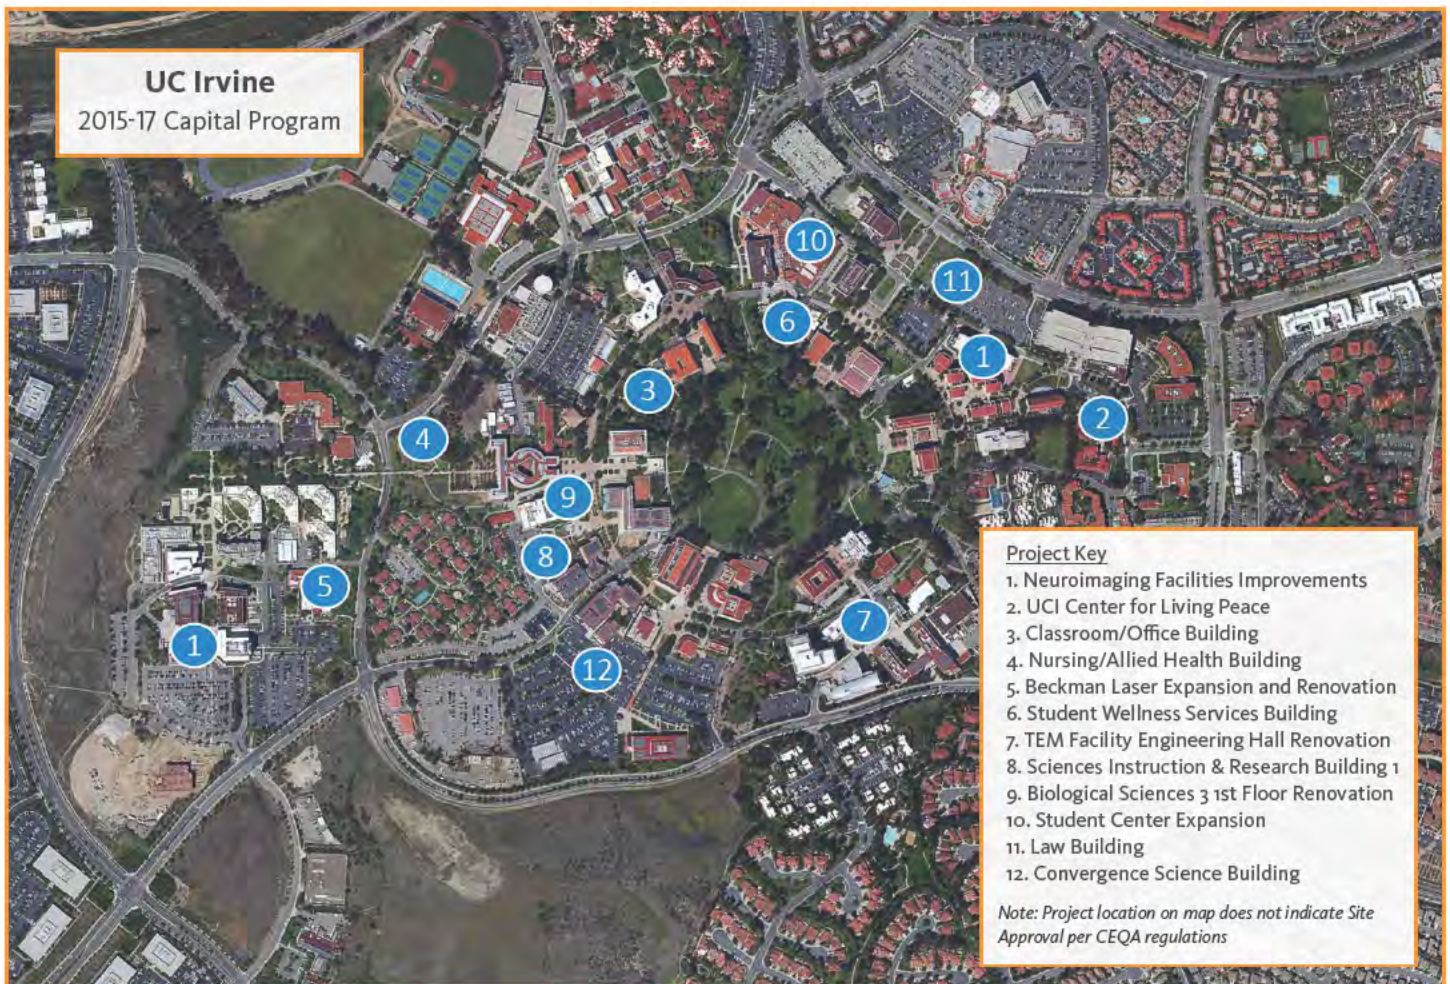 UC Irvine
2015-17 Capital Program
10
11
6
1
3
2
4
9
8
5
7
1
12
Project Key
1. Neuroimaging Facilities Improvements
2. UCI Center for Living Peace
3. Classroom/Office Building
4. Nursing/Allied Health Building
5. Beckman Laser Expansion and Renovation
6. Student Wellness Services Building
7. TEM Facility Engineering Hall Renovation
8. Sciences Instruction & Research Building 1
9. Biological Sciences 3 1st Floor Renovation
10. Student Center Expansion
11. Law Building
12. Convergence Science Building
Note: Project location on map does not indicate Site
Approval per CEQA regulations